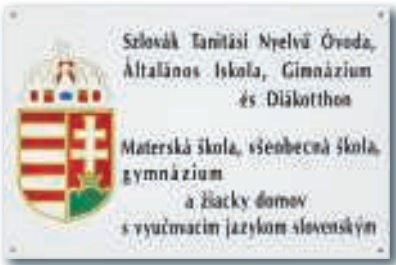 Szlovák Tanítási Nyelvű Óvoda,
Általános Iskola, Gimnázium
és Diákotthon
Materská škola, všeobecná škola,
gymnázium
a žiacky domov
s vyučovacím jazykom slovenským